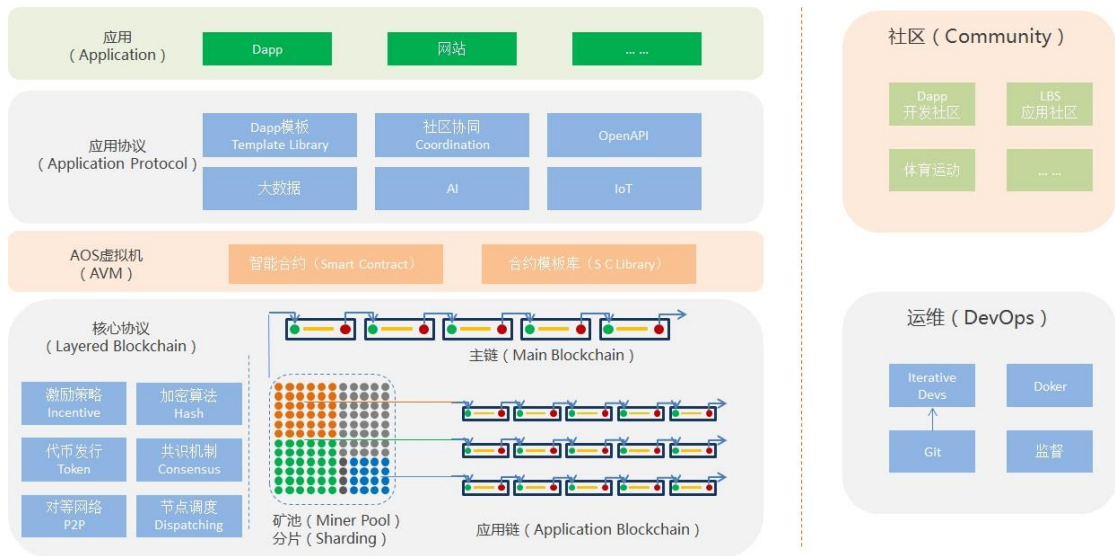 应用
（Application）
Dapp
网站
... ...
应用协议
（Application Protocol）
Dapp模板
Template Library
社区协同
Coordination
OpenAPI
大数据
AI
IoT
AOS虚拟机
（AVM）
智能合约（Smart Contract）
合约模板库（S C Library）
核心协议
（Layered Blockchain）
激励策略
Incentive
加密算法
Hash
代币发行
Token
共识机制
Consensus
对等网络
P2P
节点调度
Dispatching
主链（Main Blockchain）
矿池（Miner Pool）
分片（Sharding）
应用链（Application Blockchain）
社区（Community）
Dapp
开发社区
LBS
应用社区
体育运动
... ...
运维（DevOps）
Iterative
Devs
Doker
Git
监督